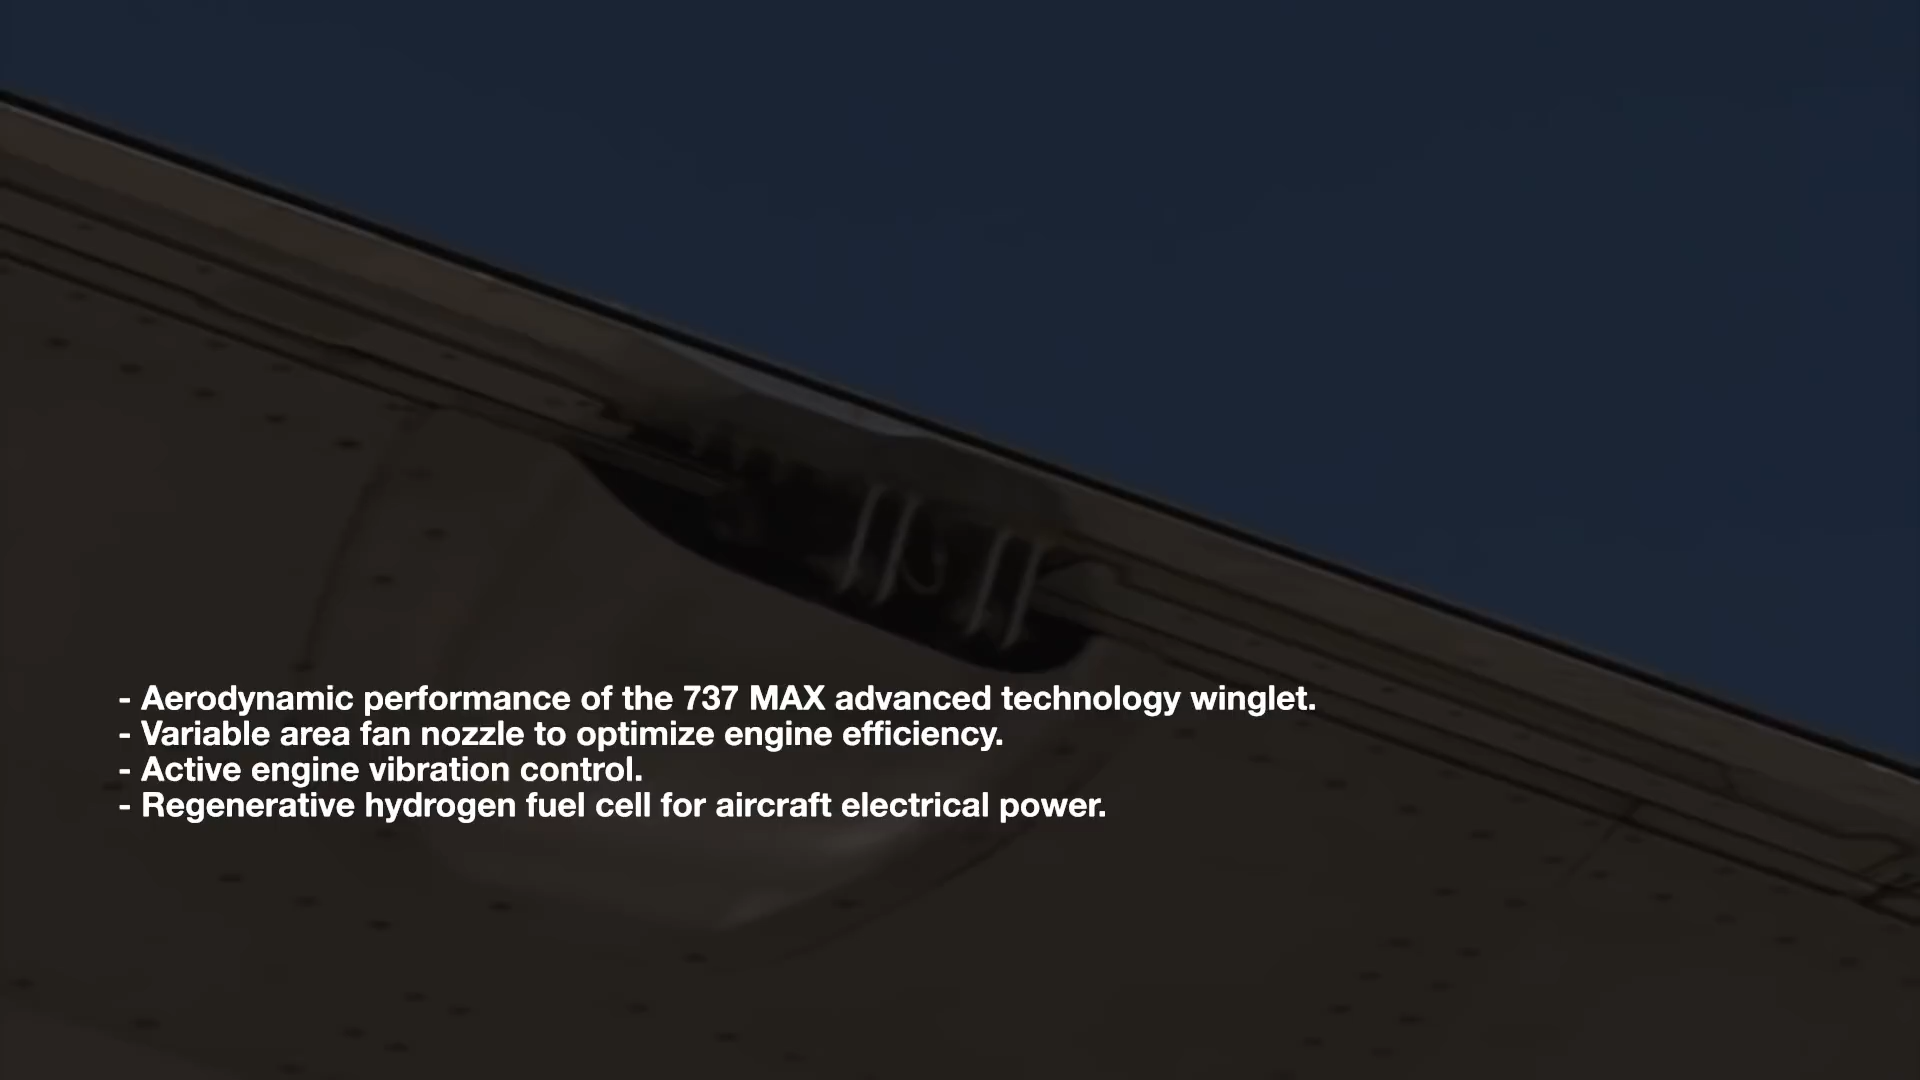 - Aerodynamic performance of the 737 MAX advanced technology winglet.
- Variable area fan nozzle to optimize engine efficiency.
- Active engine vibration control.
- Regenerative hydrogen fuel cell for aircraft electrical power.